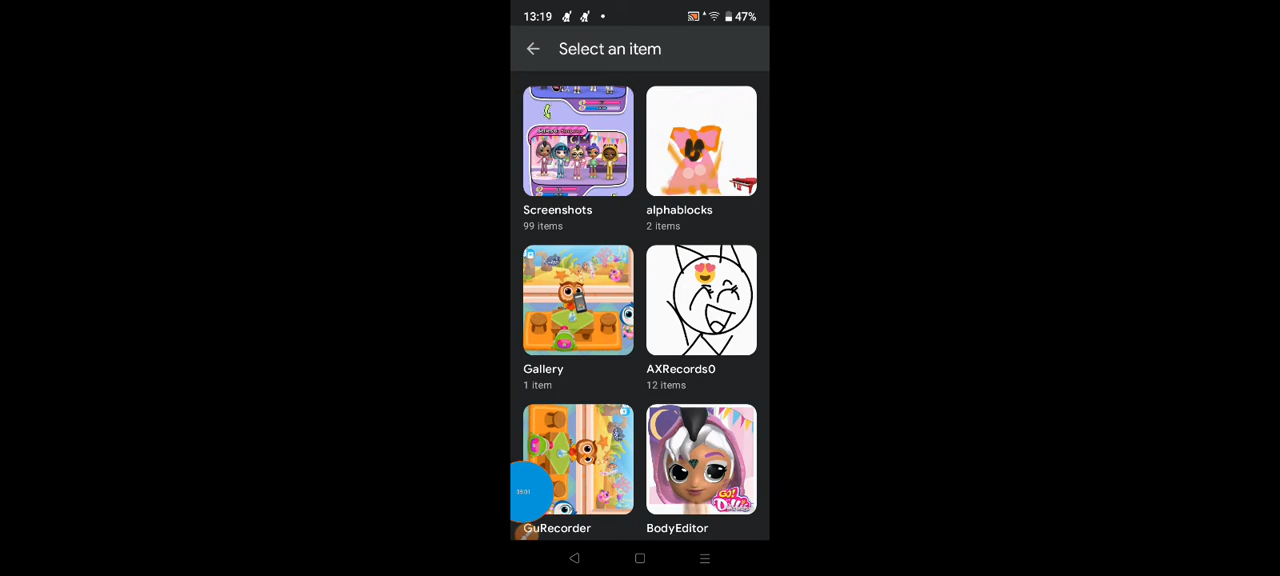 13:19
47%
Select an item
Screenshots
99 items
alphablocks
2 items
Gallery
1 item
AXRecords0
12 items
GO!
GuRecorder
BodyEditor